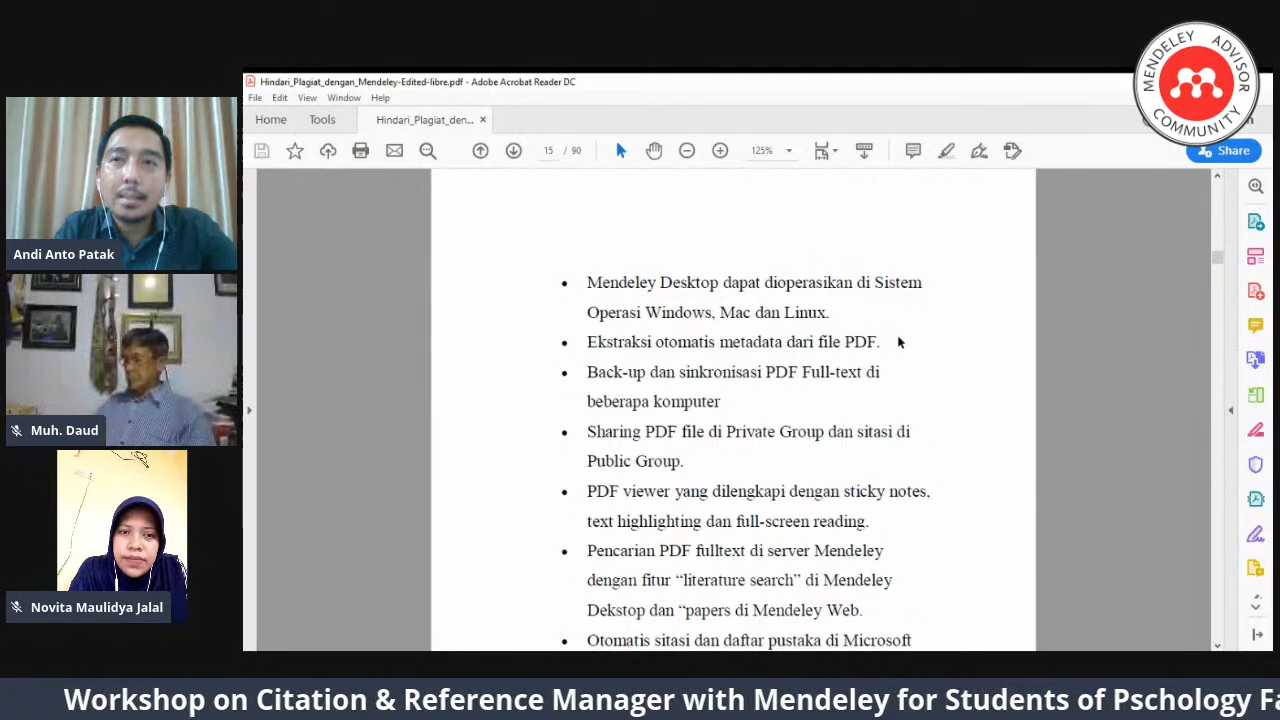 MENDELEY ADVISOR
COMMUNITY
Hindari_Plagiat_dengan_Mendeley-Edited-libre.pdf - Adobe Acrobat Reader DC
File Edit View Window Help
Home Tools Hindari_Plagiat_den... ×
15 / 90 125% Share
Andi Anto Patak
Muh. Daud
Novita Maulidya Jalal
• Mendeley Desktop dapat dioperasikan di Sistem
Operasi Windows, Mac dan Linux.
• Ekstraksi otomatis metadata dari file PDF.
• Back-up dan sinkronisasi PDF Full-text di
beberapa komputer
• Sharing PDF file di Private Group dan sitasi di
Public Group.
• PDF viewer yang dilengkapi dengan sticky notes,
text highlighting dan full-screen reading.
• Pencarian PDF fulltext di server Mendeley
dengan fitur “literature search” di Mendeley
Dekstop dan “papers di Mendeley Web.
• Otomatis sitasi dan daftar pustaka di Microsoft
Workshop on Citation & Reference Manager with Mendeley for Students of Pschology Fa